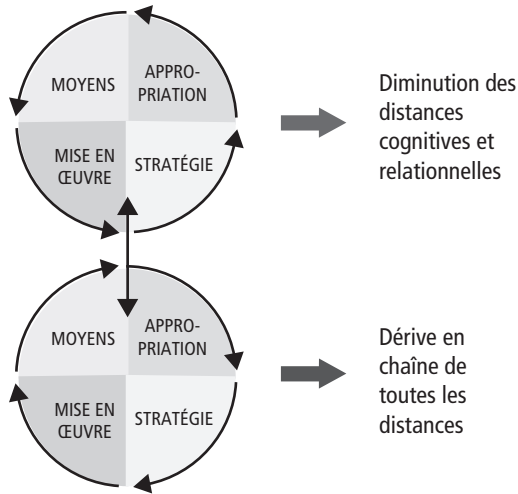 MOYENS
APPRO-
PRIATION
MISE EN
ŒUVRE
STRATÉGIE
Diminution des
distances
cognitives et
relationnelles
MOYENS
APPRO-
PRIATION
MISE EN
ŒUVRE
STRATÉGIE
Dérive en
chaîne de
toutes les
distances